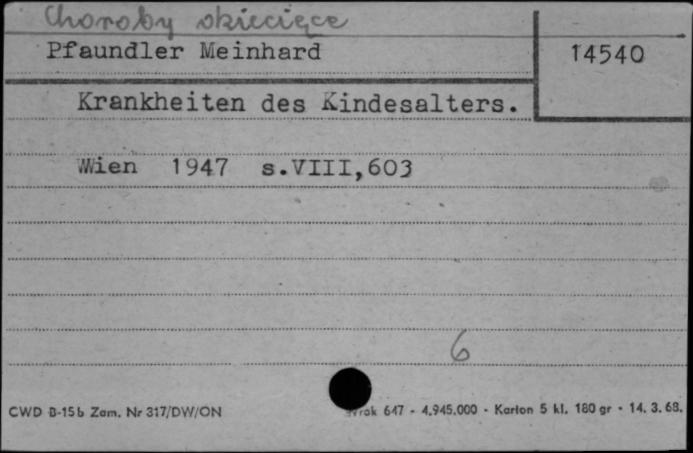 Choroby dziecięce
Pfaundler Meinhard
14540
Krankheiten des Kindesalters.
Wien 1947 s.VIII,603
6
CWD B-15b Zam. Nr 317/DW/ON
647 - 4.945.000 - Karton 5 kl. 180 gr - 14. 3. 68.